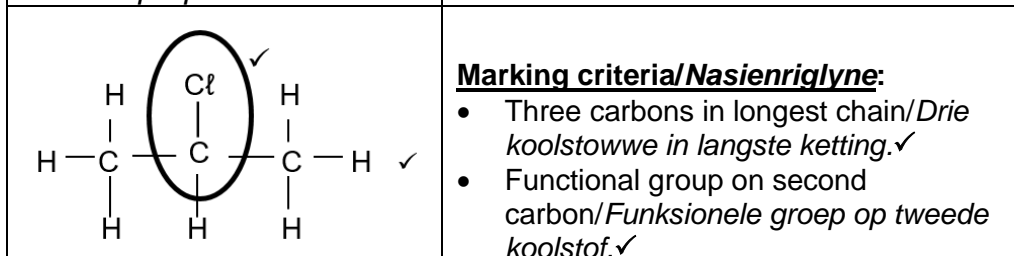 Cℓ ✓
H H
H C C C H ✓
H H H
Marking criteria/Nasienriglyne:
• Three carbons in longest chain/Drie
koolstowwe in langste ketting.✓
• Functional group on second
carbon/Funksionele groep op tweede
koolstof.✓